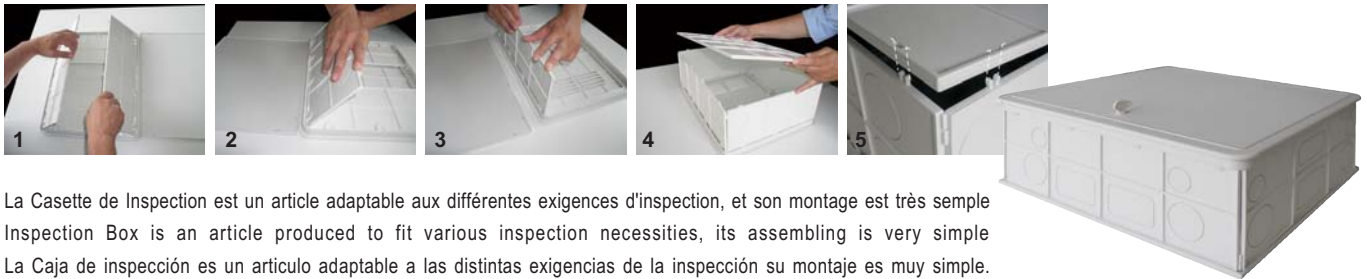 1 2 3 4 5
La Casette de Inspection est un article adaptable aux différentes exigences d'inspection, et son montage est très semple
Inspection Box is an article produced to fit various inspection necessities, its assembling is very simple
La Caja de inspección es un articulo adaptable a las distintas exigencias de la inspección su montaje es muy simple.